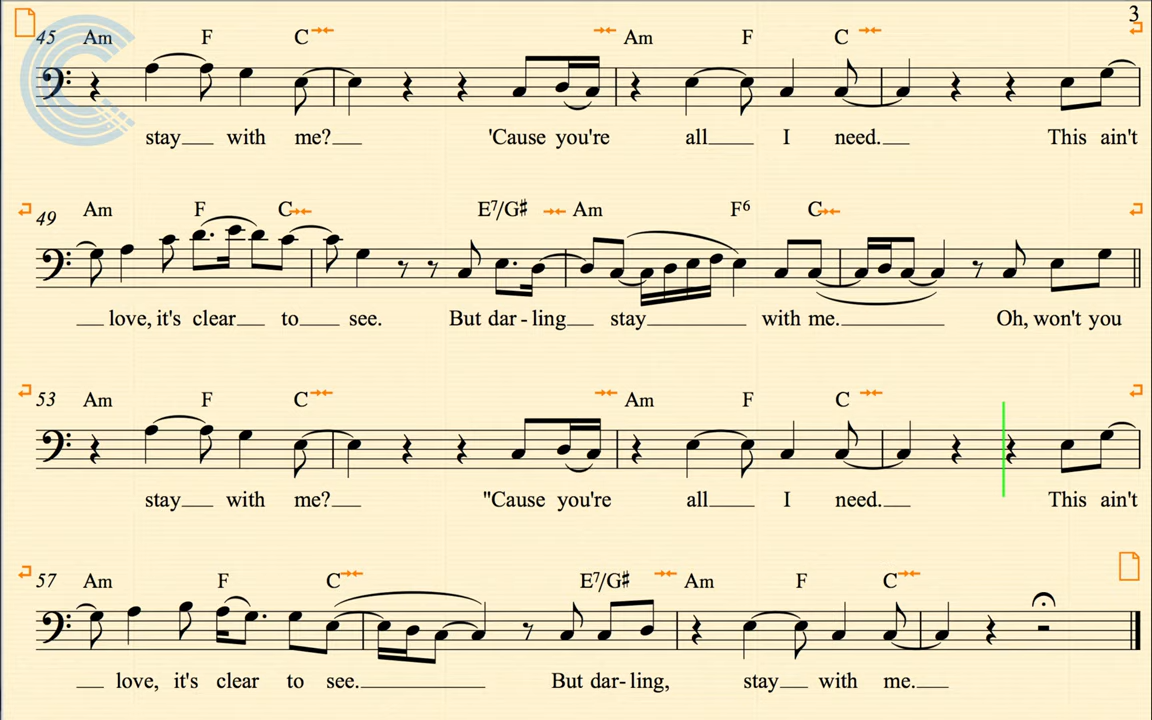 3
45 Am F C Am F C
stay with me? 'Cause you're all I need. This ain't
49 Am F C E7/G# Am F6 C
love, it's clear to see. But dar - ling stay with me. Oh, won't you
53 Am F C Am F C
stay with me? "Cause you're all I need. This ain't
57 Am F C E7/G# Am F C
love, it's clear to see. But dar - ling, stay with me.